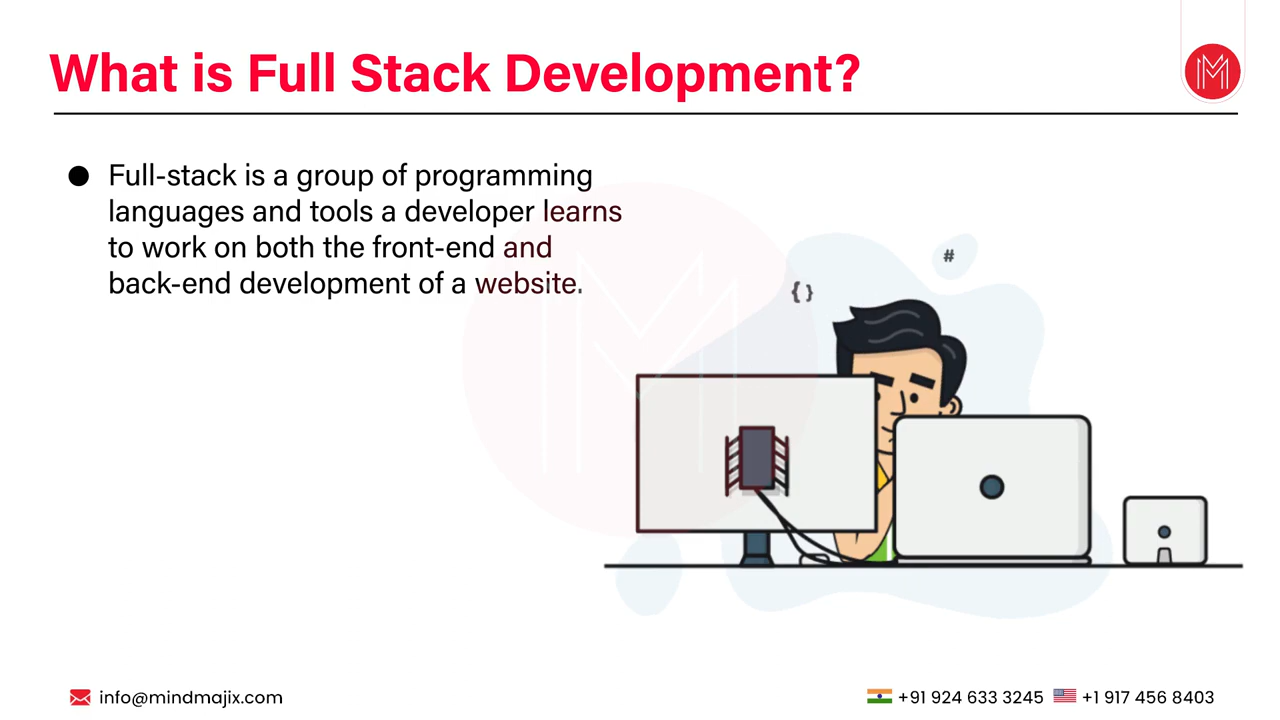 What is Full Stack Development?
● Full-stack is a group of programming
languages and tools a developer learns
to work on both the front-end and
back-end development of a website.
#
{ }
info@mindmajix.com
+91 924 633 3245
+1 917 456 8403